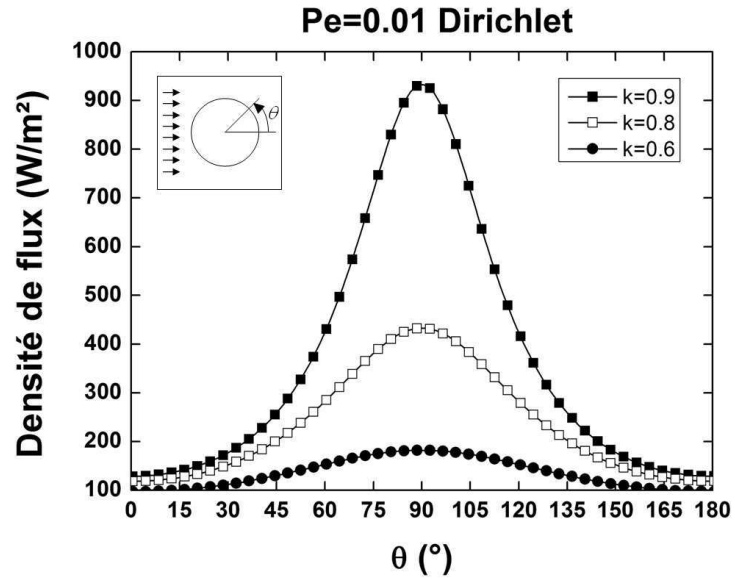 Pe=0.01 Dirichlet
1000
900
800
700
600
500
400
300
200
100
Densité de flux (W/m²)
θ
k=0.9
k=0.8
k=0.6
0 15 30 45 60 75 90 105 120 135 150 165 180
θ (°)